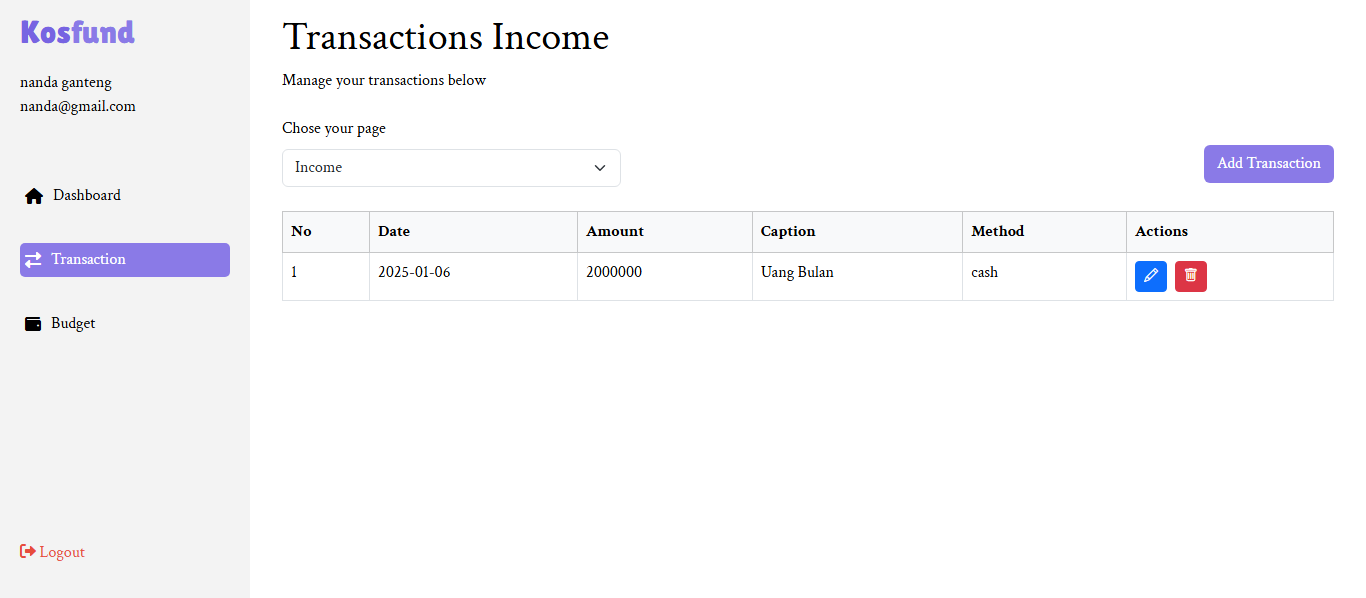 Kosfund
nanda ganteng
nanda@gmail.com
Dashboard
Transaction
Budget
Logout
Transactions Income
Manage your transactions below
Chose your page
Income
Add Transaction
No Date Amount Caption Method Actions
1 2025-01-06 2000000 Uang Bulan cash